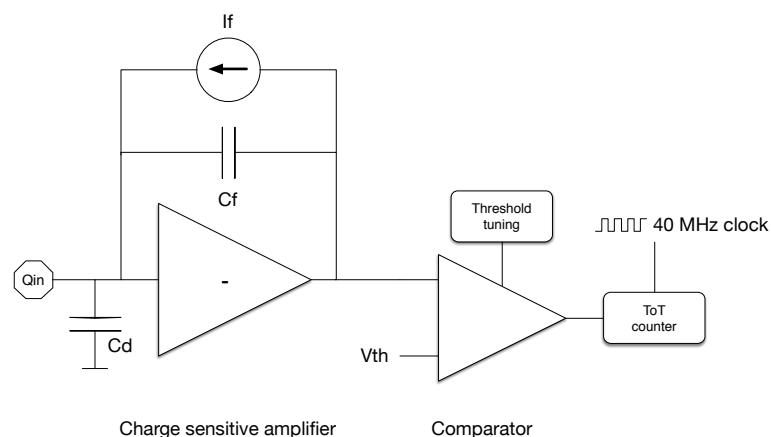 If
Cf
Threshold
tuning
40 MHz clock
Qin
-
ToT
counter
Cd
Vth
Charge sensitive amplifier
Comparator